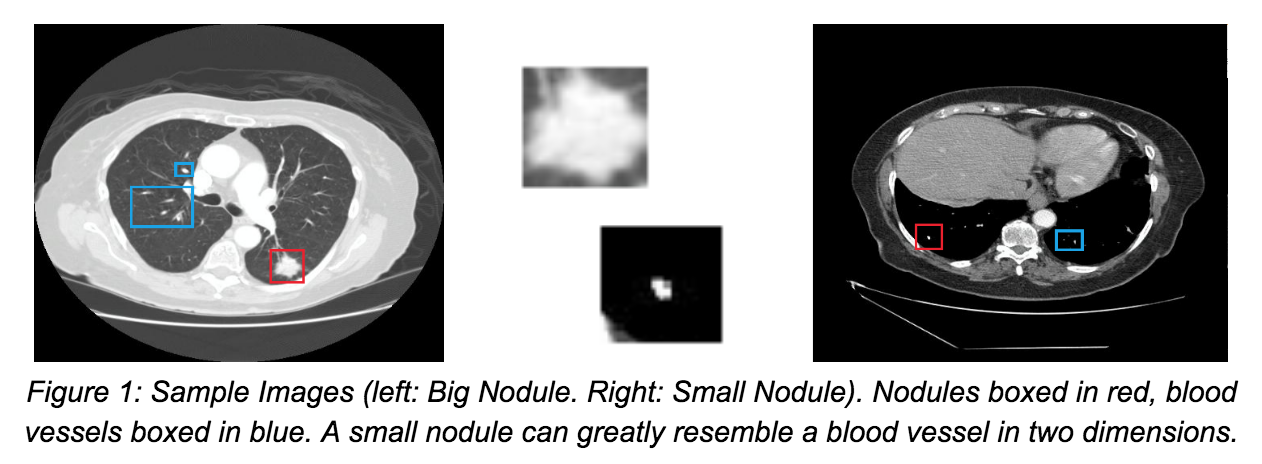 Figure 1: Sample Images (left: Big Nodule. Right: Small Nodule). Nodules boxed in red, blood
vessels boxed in blue. A small nodule can greatly resemble a blood vessel in two dimensions.